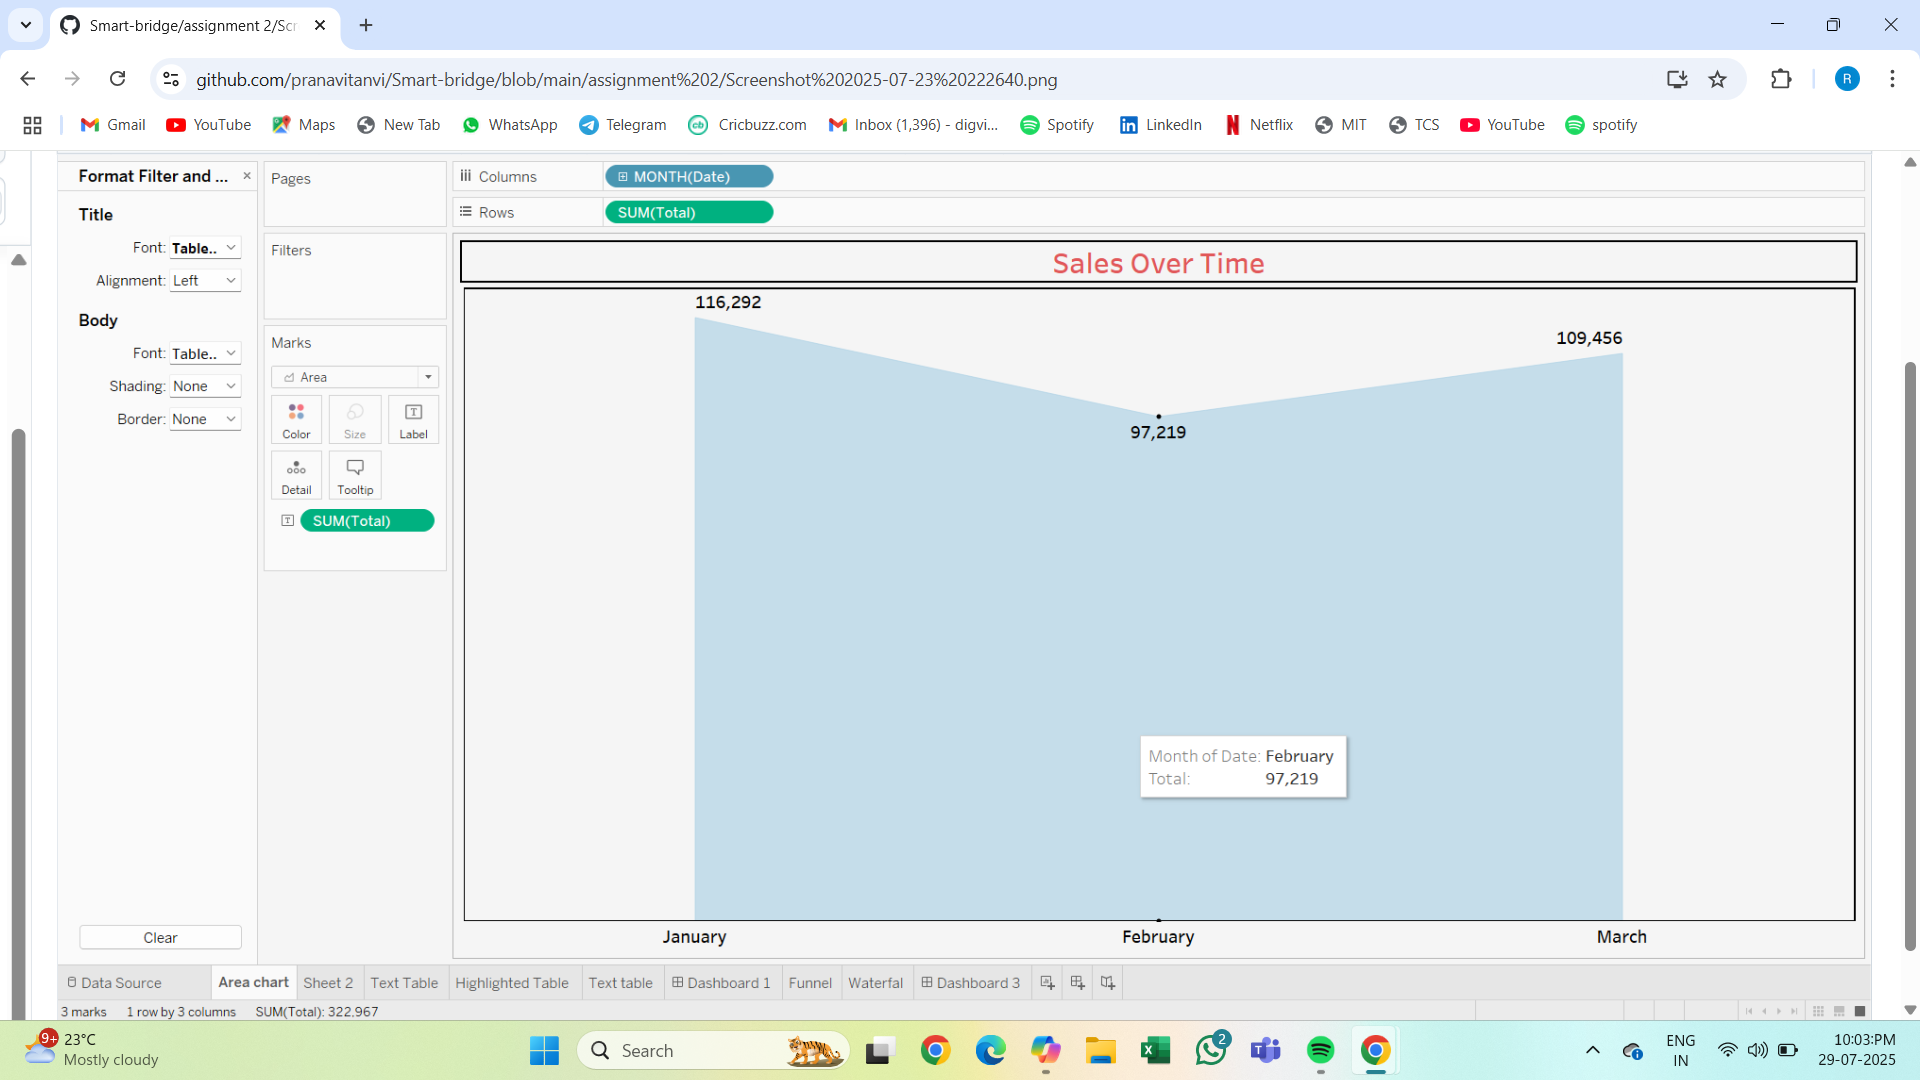 Smart-bridge/assignment 2/Scr
github.com/pranavitanvi/Smart-bridge/blob/main/assignment%202/Screenshot%202025-07-23%20222640.png
R
Gmail YouTube Maps New Tab WhatsApp Telegram Cricbuzz.com Inbox (1,396) - digvi... Spotify LinkedIn Netflix MIT TCS YouTube spotify
Format Filter and ...
Title
Font: Table..
Alignment: Left
Body
Font: Table..
Shading: None
Border: None
Clear
Pages
Filters
Marks
Area
Color Size Label
Detail Tooltip
SUM(Total)
Columns MONTH(Date)
Rows SUM(Total)
Sales Over Time
116,292
109,456
97,219
Month of Date: February
Total: 97,219
January February March
Data Source Area chart Sheet 2 Text Table Highlighted Table Text table Dashboard 1 Funnel Waterfal Dashboard 3
3 marks 1 row by 3 columns SUM(Total): 322,967
9+ 23°C
Mostly cloudy
Search
2
ENG
IN
10:03:PM
29-07-2025